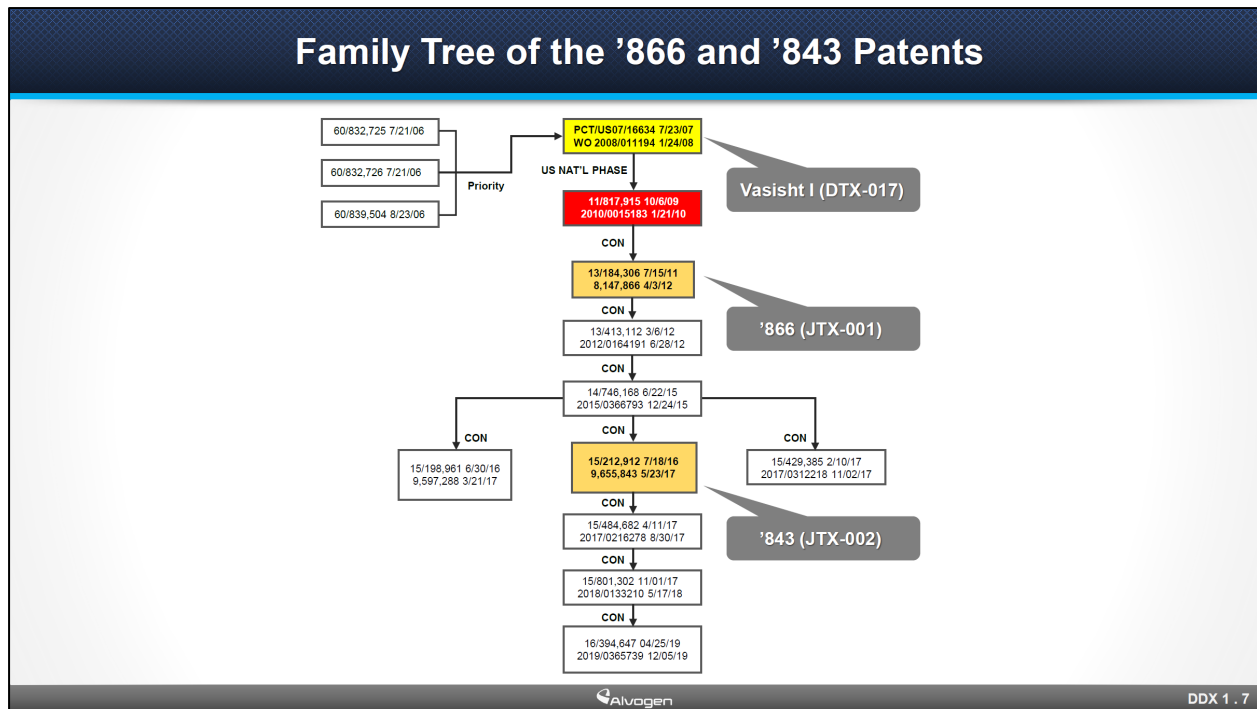 Family Tree of the ’866 and ’843 Patents
60/832,725 7/21/06
60/832,726 7/21/06
60/839,504 8/23/06
Priority
PCT/US07/16634 7/23/07
WO 2008/011194 1/24/08
US NAT’L PHASE
Vasisht I (DTX-017)
11/817,915 10/6/09
2010/0015183 1/21/10
CON
13/184,306 7/15/11
8,147,866 4/3/12
’866 (JTX-001)
CON
13/413,112 3/6/12
2012/0164191 6/28/12
CON
14/746,168 6/22/15
2015/0366793 12/24/15
CON
CON
CON
15/198,961 6/30/16
9,597,288 3/21/17
15/212,912 7/18/16
9,655,843 5/23/17
15/429,385 2/10/17
2017/0312218 11/02/17
’843 (JTX-002)
CON
15/484,682 4/11/17
2017/0216278 8/30/17
CON
15/801,302 11/01/17
2018/0133210 5/17/18
CON
16/394,647 04/25/19
2019/0365739 12/05/19
Alvogen
DDX 1 . 7